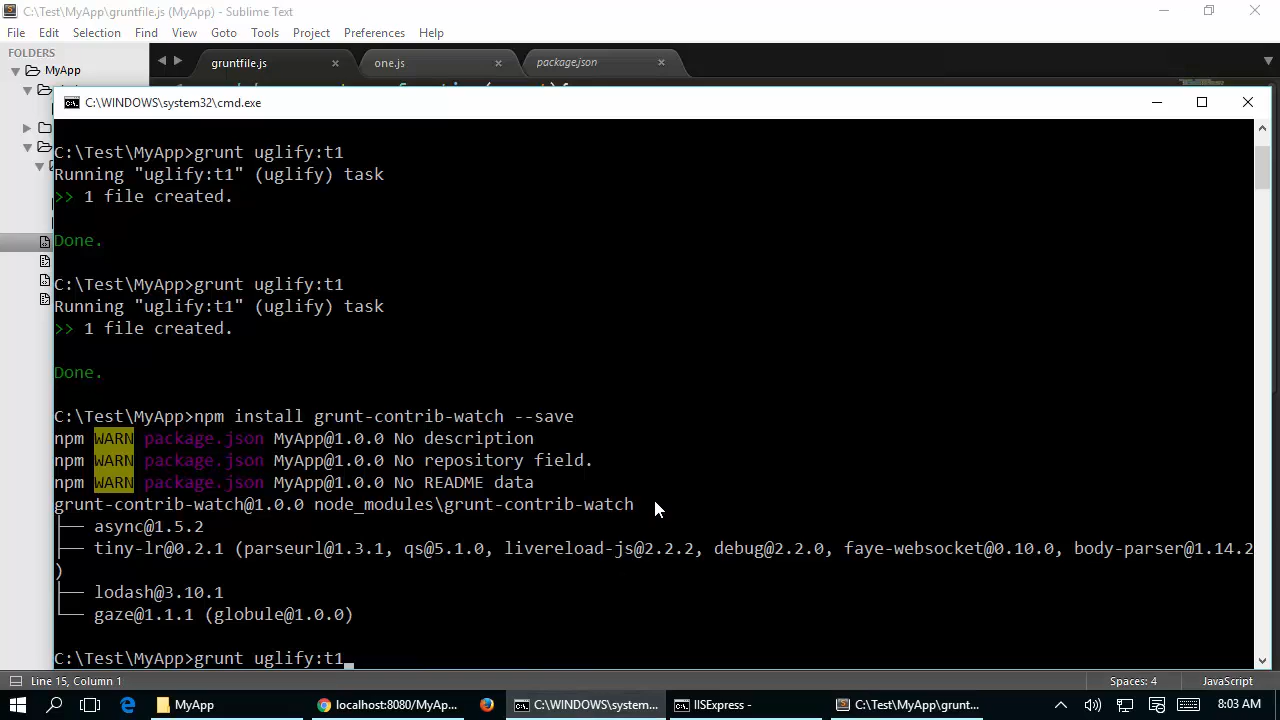 C:\Test\MyApp\gruntfile.js (MyApp) - Sublime Text
File Edit Selection Find View Goto Tools Project Preferences Help
FOLDERS
MyApp
gruntfile.js
one.js
package.json
C:\WINDOWS\system32\cmd.exe
C:\Test\MyApp>grunt uglify:t1
Running "uglify:t1" (uglify) task
>> 1 file created.
Done.
C:\Test\MyApp>grunt uglify:t1
Running "uglify:t1" (uglify) task
>> 1 file created.
Done.
C:\Test\MyApp>npm install grunt-contrib-watch --save
npm WARN package.json MyApp@1.0.0 No description
npm WARN package.json MyApp@1.0.0 No repository field.
npm WARN package.json MyApp@1.0.0 No README data
grunt-contrib-watch@1.0.0 node_modules\grunt-contrib-watch
├── async@1.5.2
├── tiny-lr@0.2.1 (parseurl@1.3.1, qs@5.1.0, livereload-js@2.2.2, debug@2.2.0, faye-websocket@0.10.0, body-parser@1.14.2
)
├── lodash@3.10.1
└── gaze@1.1.1 (globule@1.0.0)
C:\Test\MyApp>grunt uglify:t1
Line 15, Column 1
Spaces: 4
JavaScript
MyApp
localhost:8080/MyAp...
C:\WINDOWS\system...
IISExpress -
C:\Test\MyApp\grunt...
8:03 AM